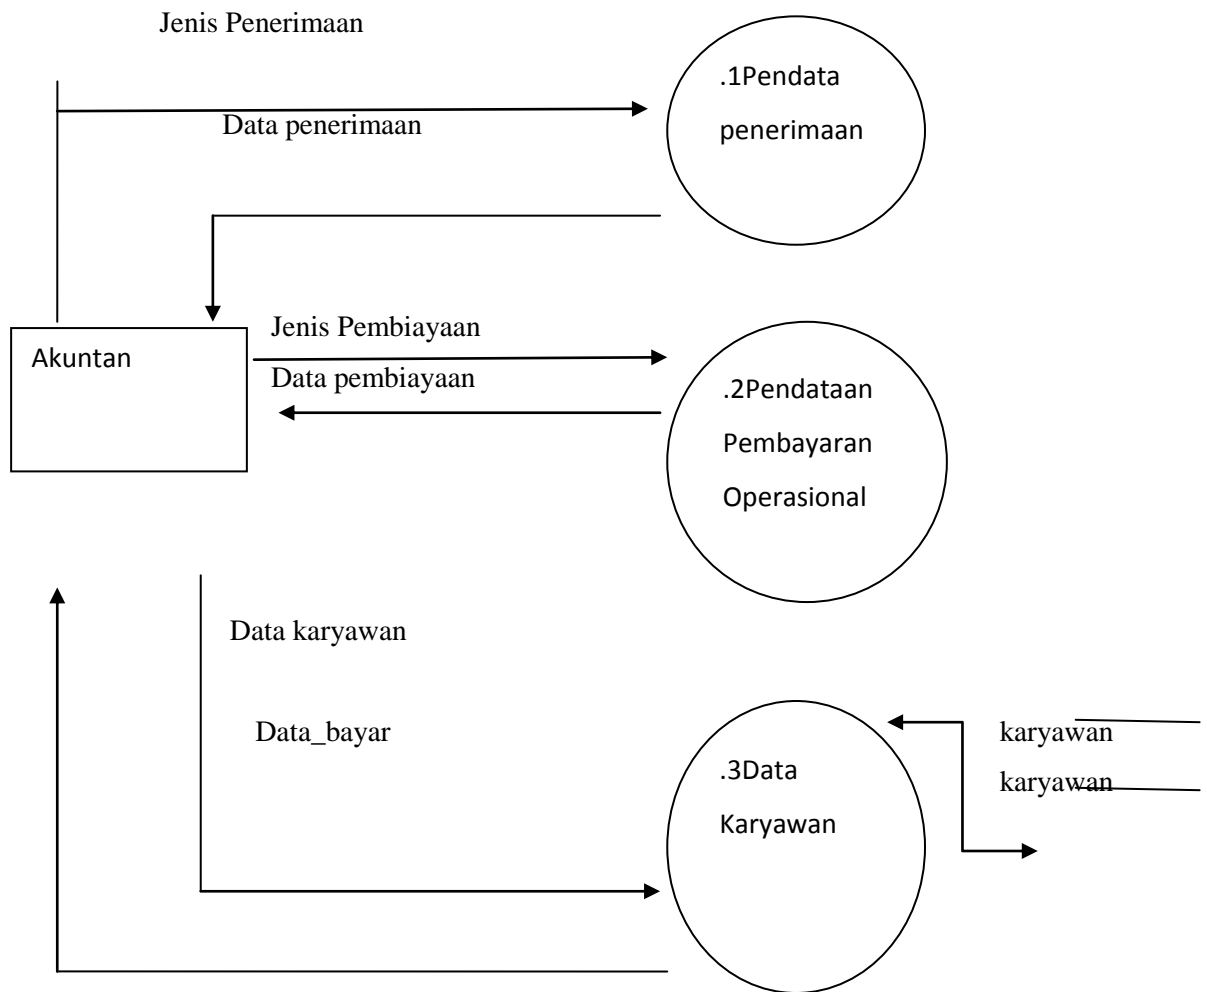 Jenis Penerimaan
.1Pendata
penerimaan
Data penerimaan
Jenis Pembiayaan
Akuntan
Data pembiayaan
.2Pendataan
Pembayaran
Operasional
Data karyawan
Data_bayar
.3Data
Karyawan
karyawan
karyawan